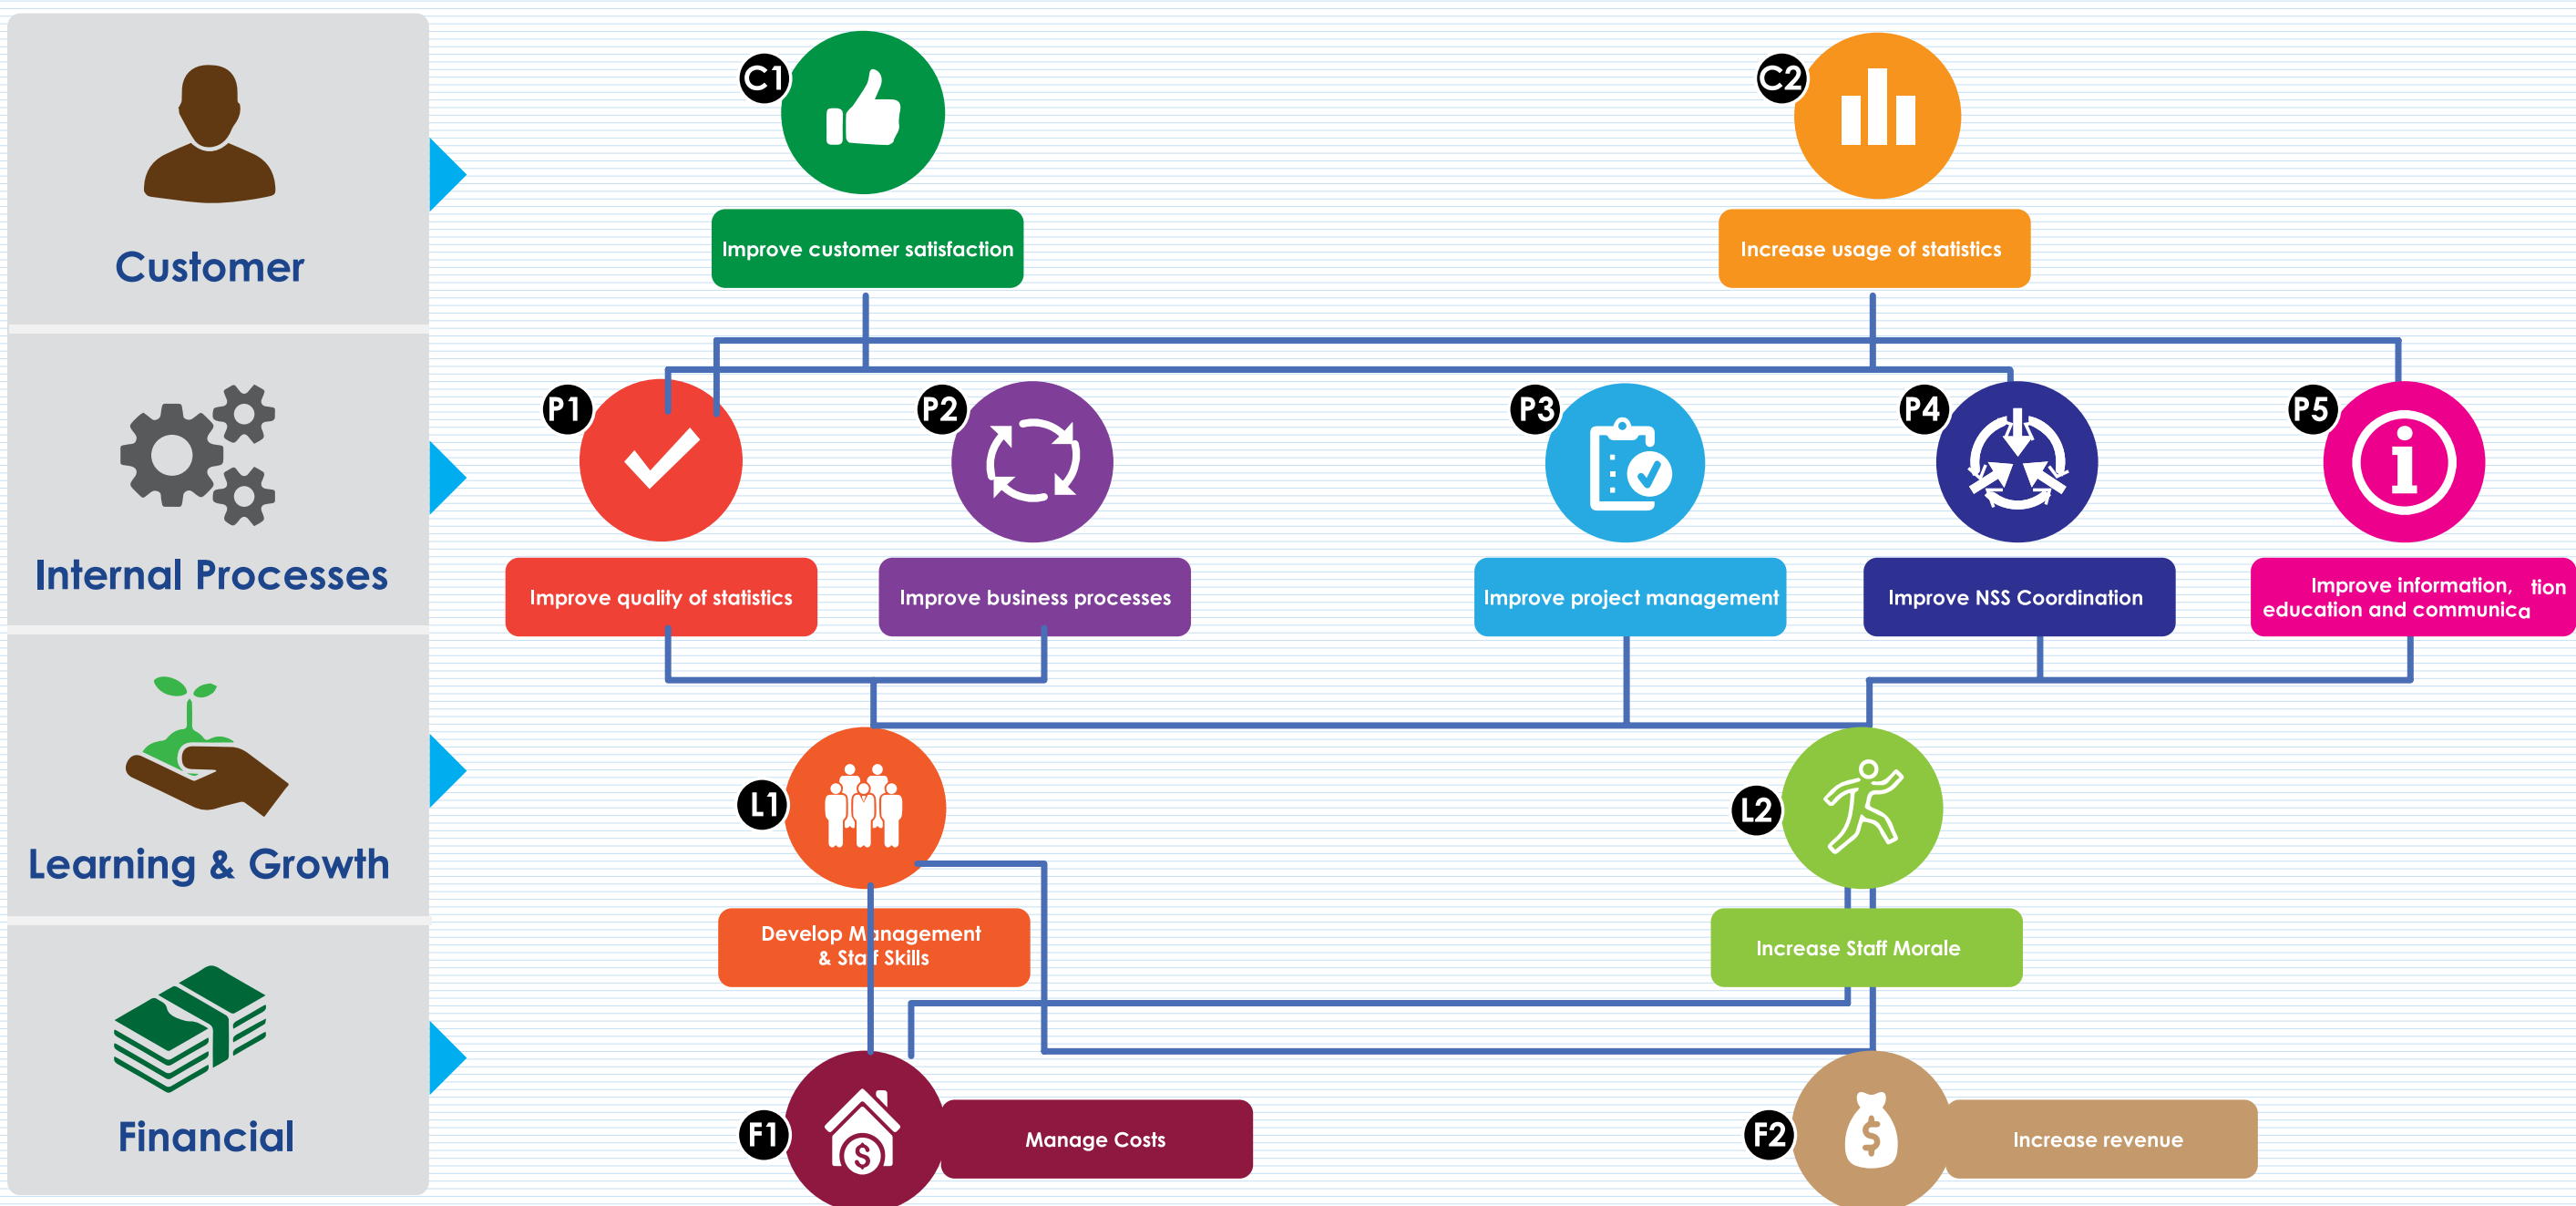 Customer
C1
C2
Improve customer satisfaction
Increase usage of statistics
Internal Processes
P1
P2
P3
P4
P5
Improve quality of statistics
Improve business processes
Improve project management
Improve NSS Coordination
Improve information, tion
education and communica
Learning & Growth
L1
L2
Develop Management
& Staff Skills
Increase Staff Morale
Financial
F1
Manage Costs
F2
Increase revenue